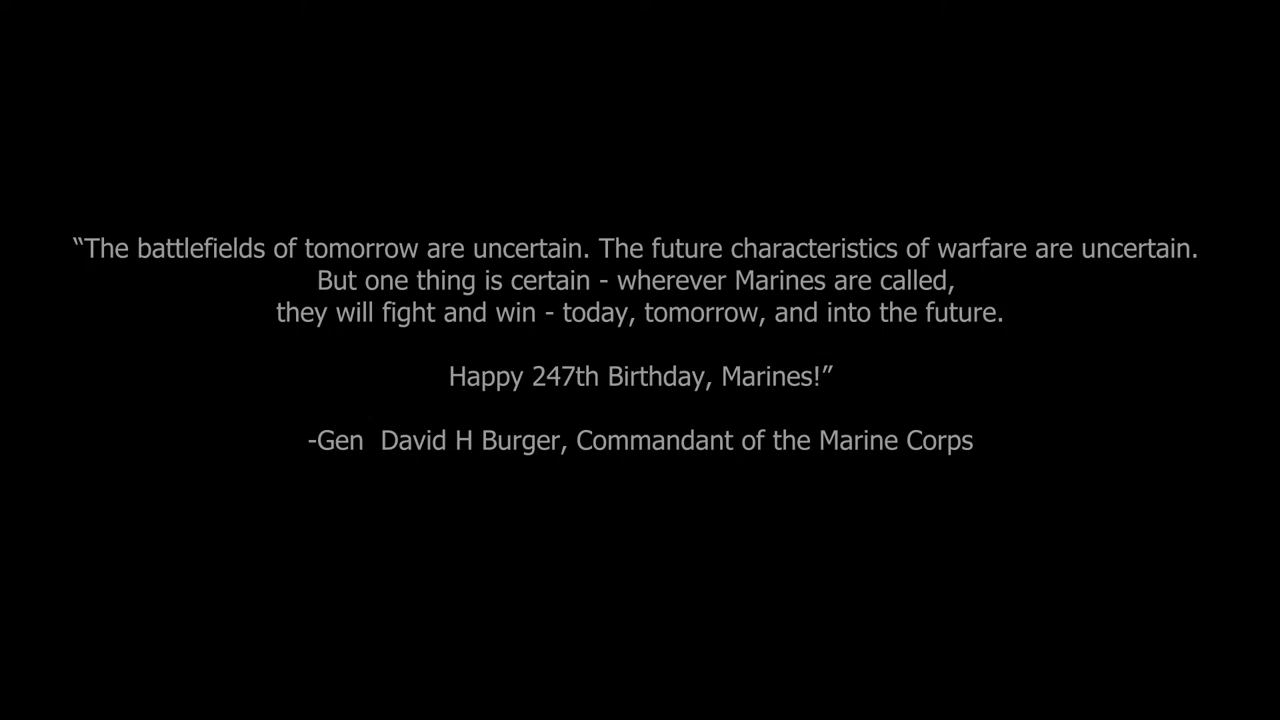 “The battlefields of tomorrow are uncertain. The future characteristics of warfare are uncertain.
But one thing is certain - wherever Marines are called,
they will fight and win - today, tomorrow, and into the future.
Happy 247th Birthday, Marines!”
-Gen  David H Burger, Commandant of the Marine Corps